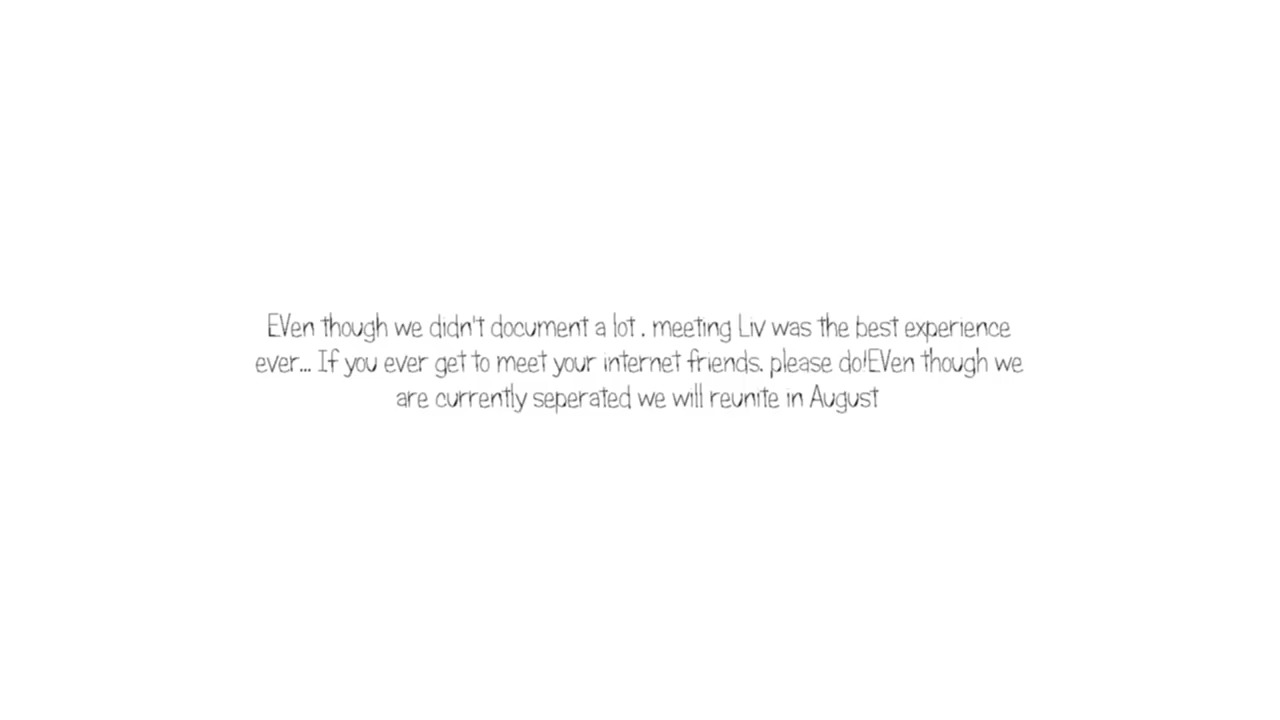 EVen though we didn't document a lot . meeting Liv was the best experience
ever... If you ever get to meet your internet friends. please do!EVen though we
are currently seperated we will reunite in August